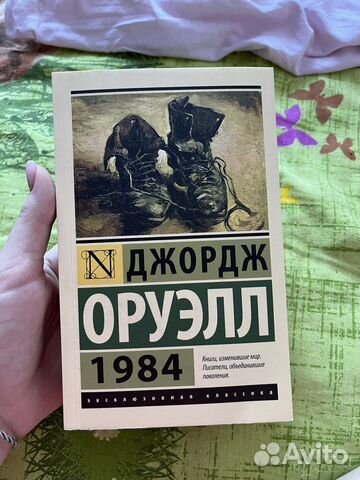 N ДЖОРДЖ
ОРУЭЛЛ
1984
Книги, изменившие мир.
Писатели, объединившие
поколения.
эксклюзивная классика
Avito